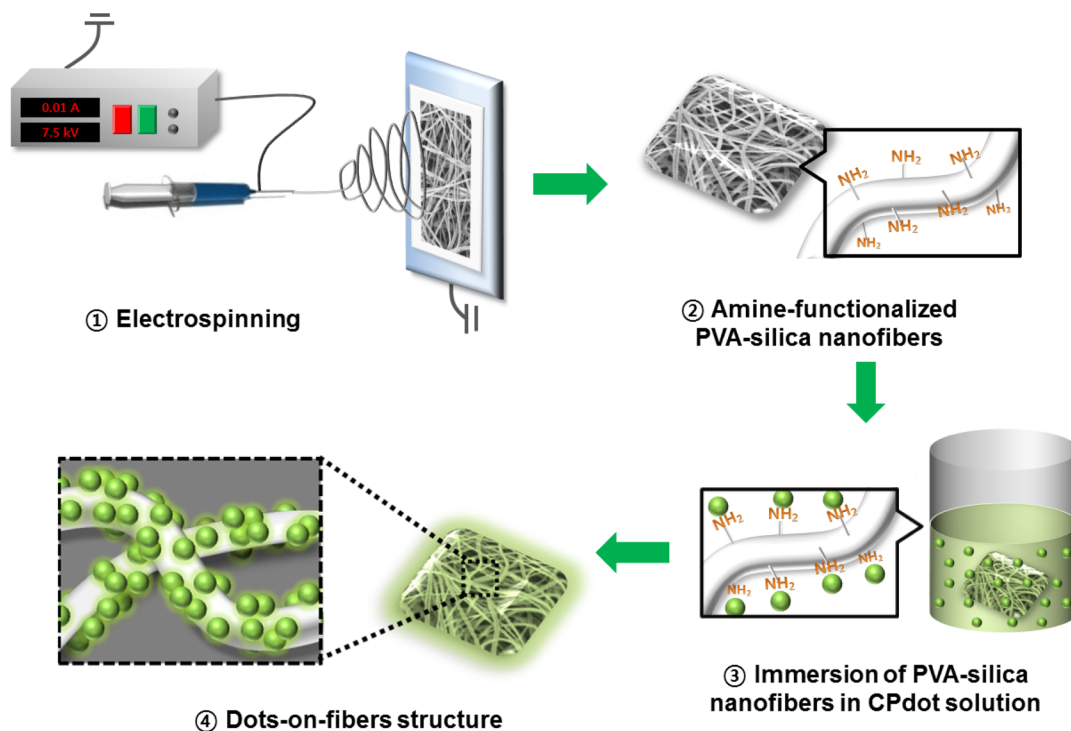 0.01 A
7.5 kV
① Electrospinning
NH₂
NH₂
NH₂
NH₂
NH₂
NH₂
NH₂
② Amine-functionalized
PVA-silica nanofibers
NH₂
NH₂
NH₂
NH₂
NH₂
NH₂
NH₂
③ Immersion of PVA-silica
nanofibers in CPdot solution
④ Dots-on-fibers structure